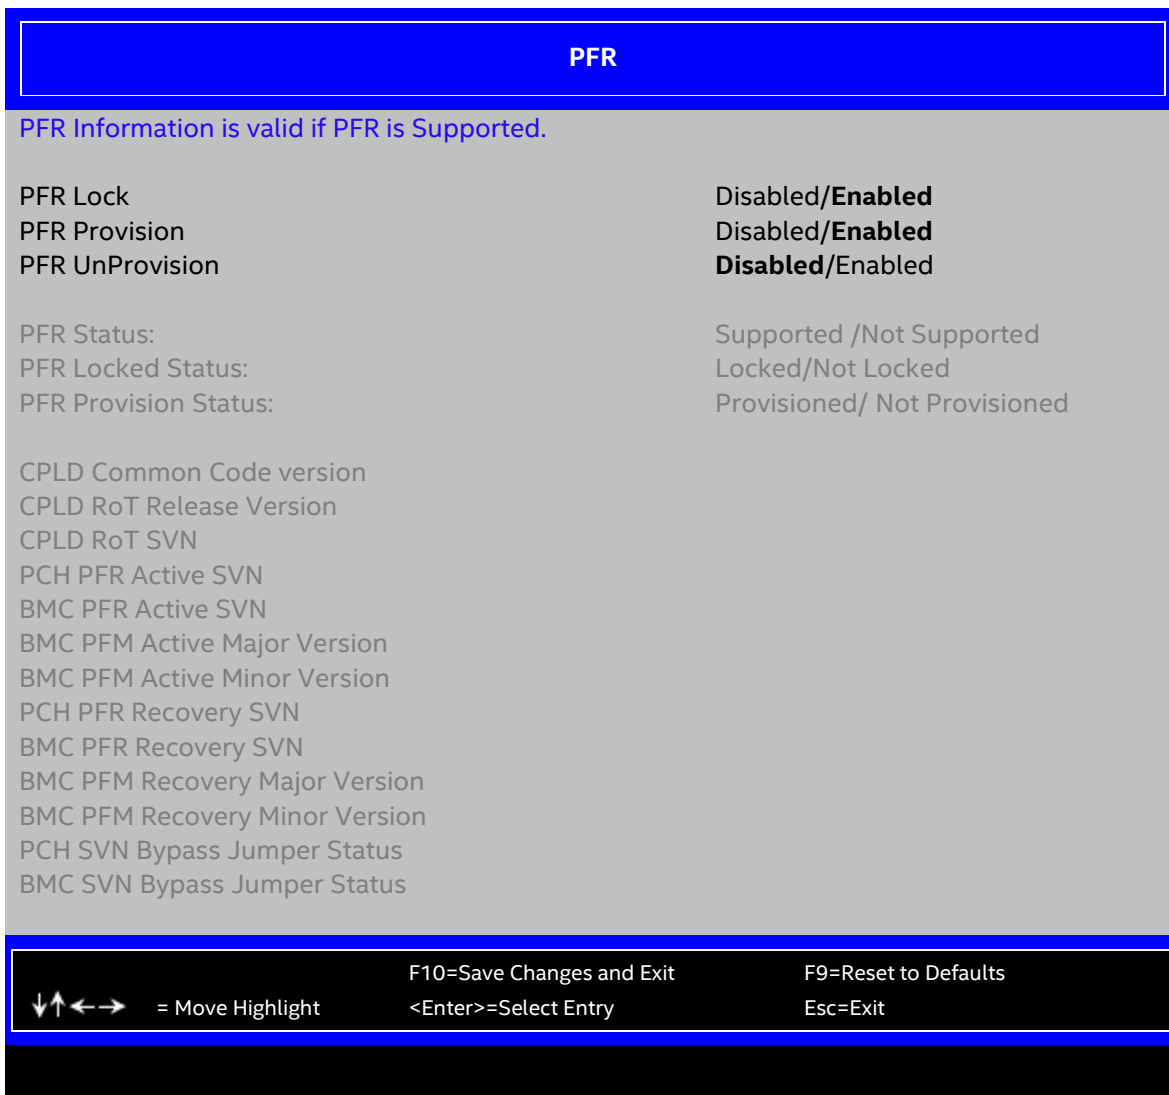 PFR
PFR Information is valid if PFR is Supported.
PFR Lock Disabled/Enabled
PFR Provision Disabled/Enabled
PFR UnProvision Disabled/Enabled
PFR Status: Supported /Not Supported
PFR Locked Status: Locked/Not Locked
PFR Provision Status: Provisioned/ Not Provisioned
CPLD Common Code version
CPLD RoT Release Version
CPLD RoT SVN
PCH PFR Active SVN
BMC PFR Active SVN
BMC PFM Active Major Version
BMC PFM Active Minor Version
PCH PFR Recovery SVN
BMC PFR Recovery SVN
BMC PFM Recovery Major Version
BMC PFM Recovery Minor Version
PCH SVN Bypass Jumper Status
BMC SVN Bypass Jumper Status
F10=Save Changes and Exit F9=Reset to Defaults
↓↑←→ = Move Highlight <Enter>=Select Entry Esc=Exit